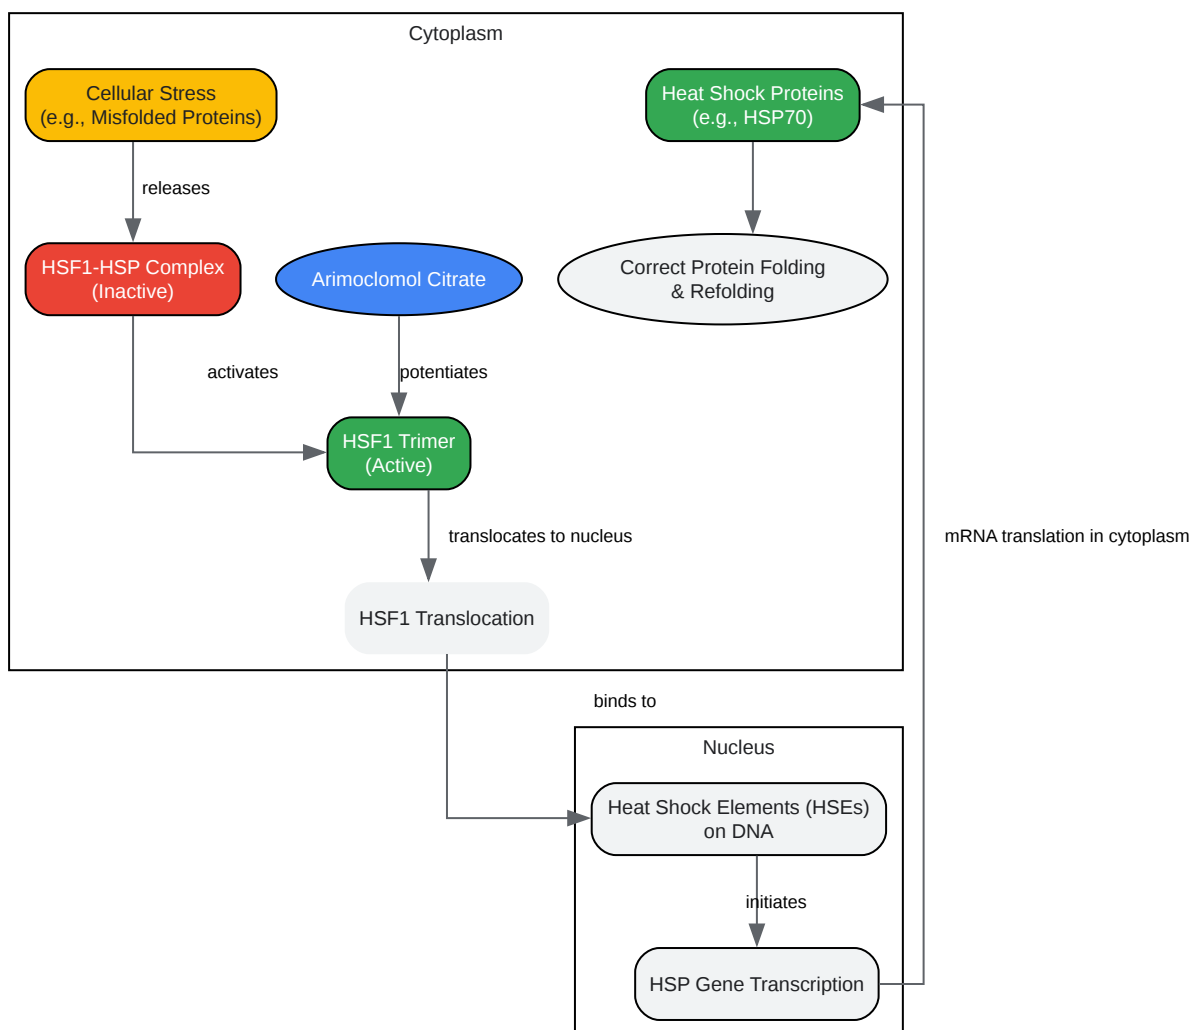 Cytoplasm
Cellular Stress
(e.g., Misfolded Proteins)
Heat Shock Proteins
(e.g., HSP70)
releases
HSF1-HSP Complex
(Inactive)
Arimoclomol Citrate
Correct Protein Folding
& Refolding
activates
potentiates
HSF1 Trimer
(Active)
translocates to nucleus
mRNA translation in cytoplasm
HSF1 Translocation
binds to
Nucleus
Heat Shock Elements (HSEs)
on DNA
initiates
HSP Gene Transcription